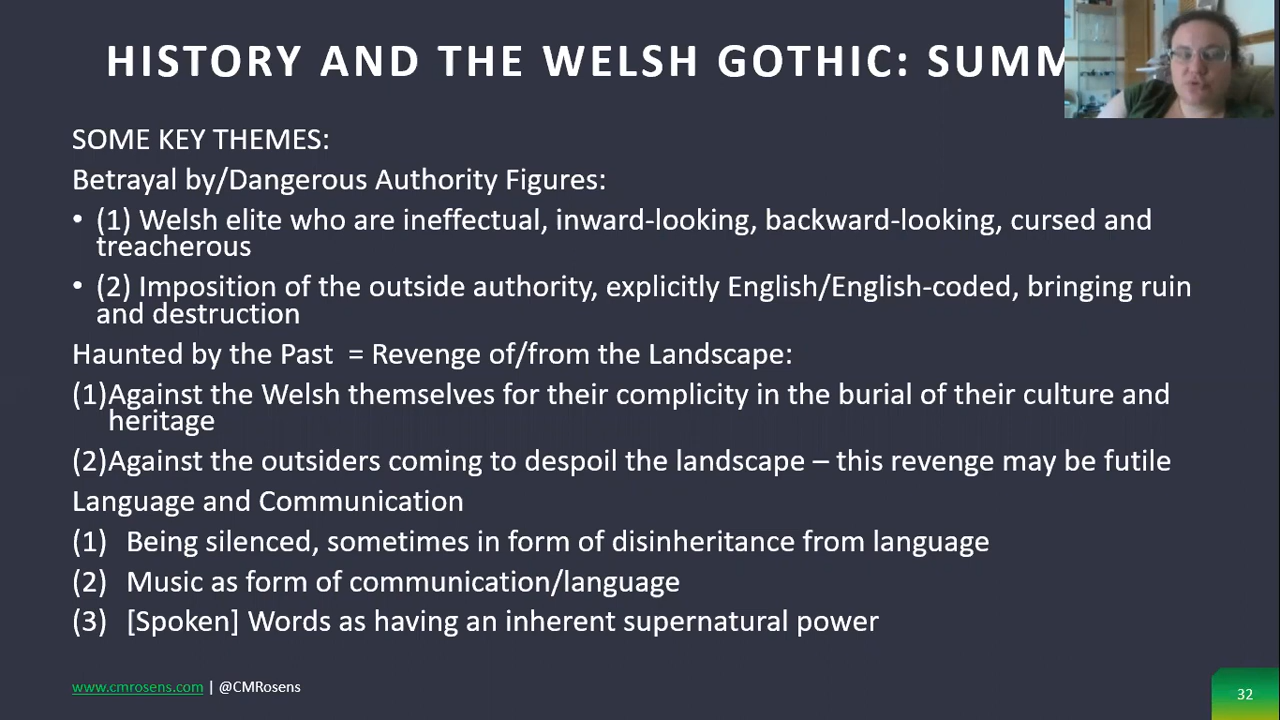 HISTORY AND THE WELSH GOTHIC: SUMM
SOME KEY THEMES:
Betrayal by/Dangerous Authority Figures:
• (1) Welsh elite who are ineffectual, inward-looking, backward-looking, cursed and
treacherous
• (2) Imposition of the outside authority, explicitly English/English-coded, bringing ruin
and destruction
Haunted by the Past = Revenge of/from the Landscape:
(1)Against the Welsh themselves for their complicity in the burial of their culture and
heritage
(2)Against the outsiders coming to despoil the landscape – this revenge may be futile
Language and Communication
(1) Being silenced, sometimes in form of disinheritance from language
(2) Music as form of communication/language
(3) [Spoken] Words as having an inherent supernatural power
www.cmrosens.com | @CMRosens
32